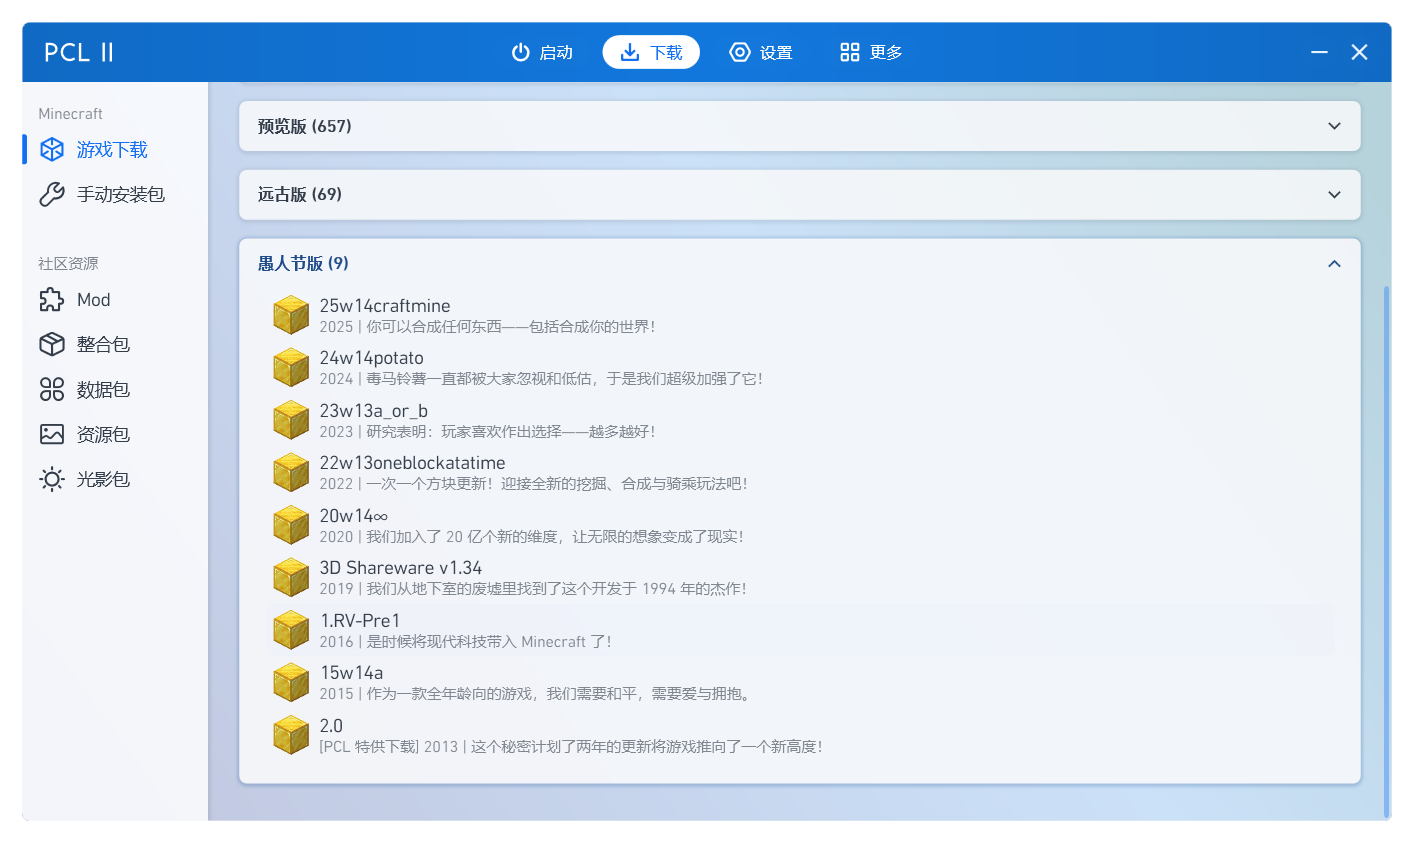 PCL II
启动
下载
设置
更多
Minecraft
游戏下载
手动安装包
社区资源
Mod
整合包
数据包
资源包
光影包
预览版 (657)
远古版 (69)
愚人节版 (9)
25w14craftmine
2025 | 你可以合成任何东西——包括合成你的世界！
24w14potato
2024 | 毒马铃薯一直都被大家忽视和低估，于是我们超级加强了它！
23w13a_or_b
2023 | 研究表明：玩家喜欢作出选择——越多越好！
22w13oneblockatatime
2022 | 一次一个方块更新！迎接全新的挖掘、合成与骑乘玩法吧！
20w14∞
2020 | 我们加入了 20 亿个新的维度，让无限的想象变成了现实！
3D Shareware v1.34
2019 | 我们从地下室的废墟里找到了这个开发于 1994 年的杰作！
1.RV-Pre1
2016 | 是时候将现代科技带入 Minecraft 了！
15w14a
2015 | 作为一款全年龄向的游戏，我们需要和平，需要爱与拥抱。
2.0
[PCL 特供下载] 2013 | 这个秘密计划了两年的更新将游戏推向了一个新高度！